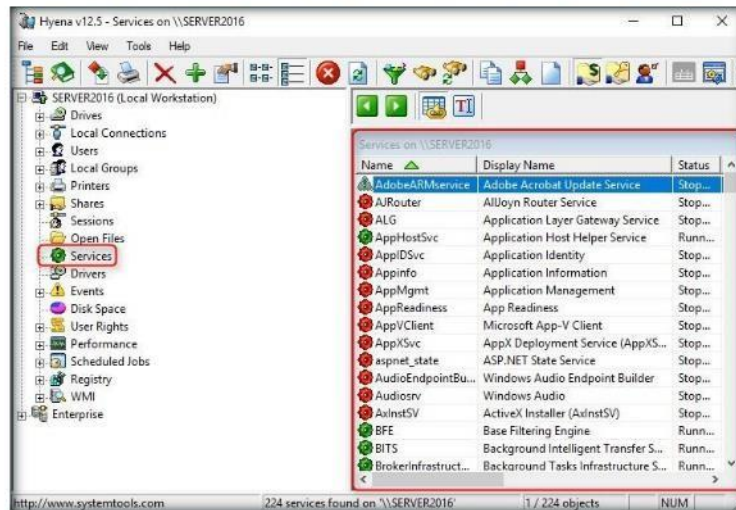 Hyena v12.5 - Services on \\SERVER2016
File Edit View Tools Help
SERVER2016 (Local Workstation)
Drives
Local Connections
Users
Local Groups
Printers
Shares
Sessions
Open Files
Services
Drivers
Events
Disk Space
User Rights
Performance
Scheduled Jobs
Registry
WMI
Enterprise
Services on \\SERVER2016
Name Display Name Status
AdobeARMservice Adobe Acrobat Update Service Stop...
AJRouter AllJoyn Router Service Stop...
ALG Application Layer Gateway Service Stop...
AppHostSvc Application Host Helper Service Runn...
AppIDSvc Application Identity Stop...
Appinfo Application Information Stop...
AppMgmt Application Management Stop...
AppReadiness App Readiness Stop...
AppVClient Microsoft App-V Client Stop...
AppXSvc AppX Deployment Service (AppXS... Stop...
aspnet_state ASP.NET State Service Stop...
AudioEndpointBu... Windows Audio Endpoint Builder Stop...
Audiosrv Windows Audio Stop...
AxInstSV ActiveX Installer (AxInstSV) Stop...
BFE Base Filtering Engine Runn...
BITS Background Intelligent Transfer S... Runn...
BrokerInfrastruct... Background Tasks Infrastructure S... Runn...
http://www.systemtools.com 224 services found on '\\SERVER2016' 1 / 224 objects NUM